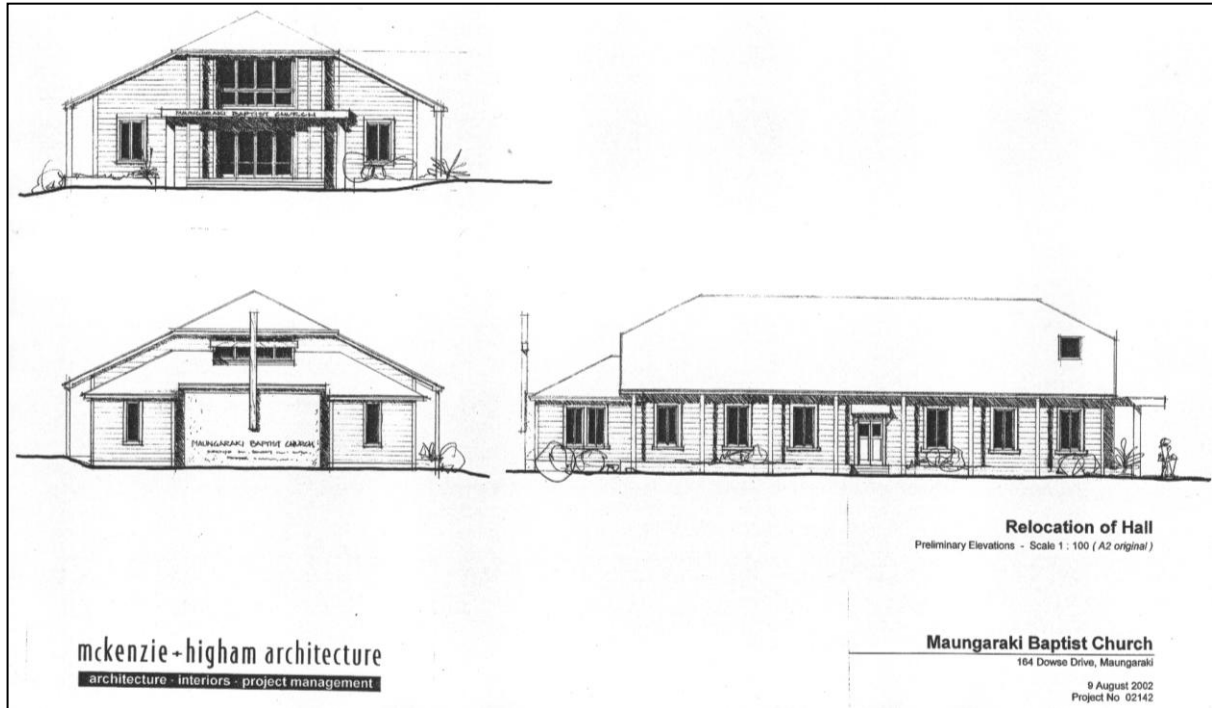 MAUNGARAKI BAPTIST CHURCH
MAUNGARAKI BAPTIST CHURCH
Relocation of Hall
Preliminary Elevations - Scale 1 : 100 ( A2 original )
mckenzie + higham architecture
architecture · interiors · project management
Maungaraki Baptist Church
164 Dowse Drive, Maungaraki
9 August 2002
Project No 02142